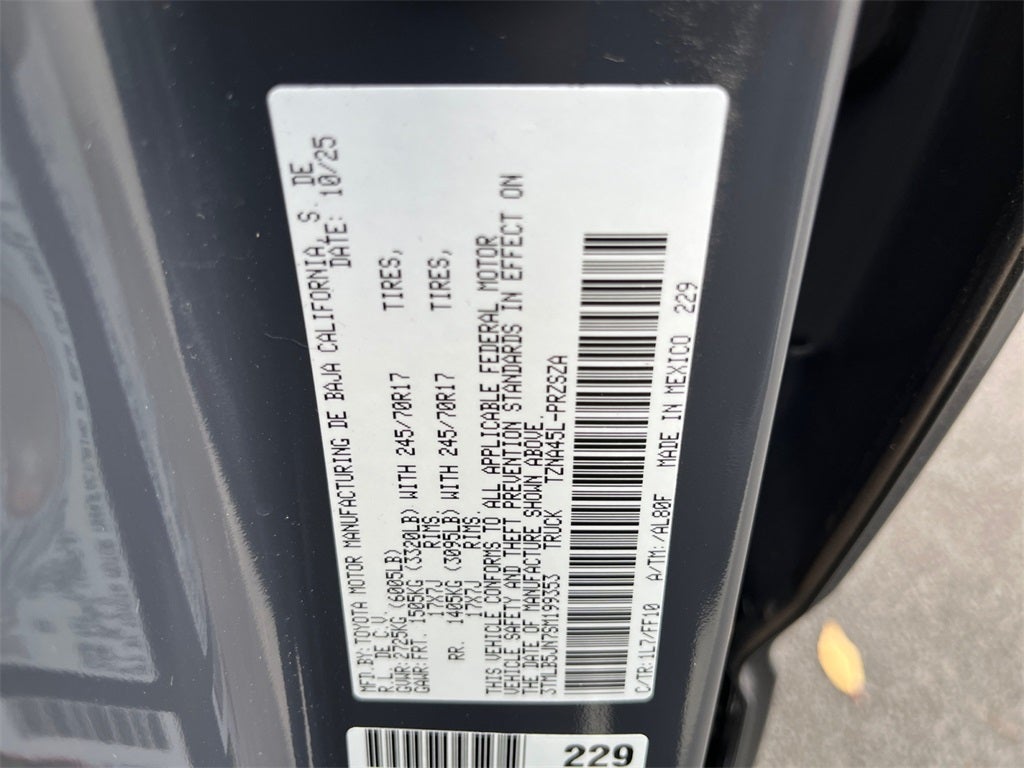 MFD.BY:TOYOTA MOTOR MANUFACTURING DE BAJA CALIFORNIA, S. DE
R.L. DE C.V. DATE: 10/25
GVWR:2725KG (6005LB)
GAWR:FRT. 1505KG (3320LB) WITH 245/70R17 TIRES,
17X7J RIMS,
RR. 1405KG (3095LB) WITH 245/70R17 TIRES,
17X7J RIMS.
THIS VEHICLE CONFORMS TO ALL APPLICABLE FEDERAL MOTOR
VEHICLE SAFETY AND THEFT PREVENTION STANDARDS IN EFFECT ON
THE DATE OF MANUFACTURE SHOWN ABOVE.
3TMLB5JN7SM199353 TRUCK TZNA45L-PRZSZA
C/TR:1L7/FF10 A/TM:-/AL80F MADE IN MEXICO 229
229